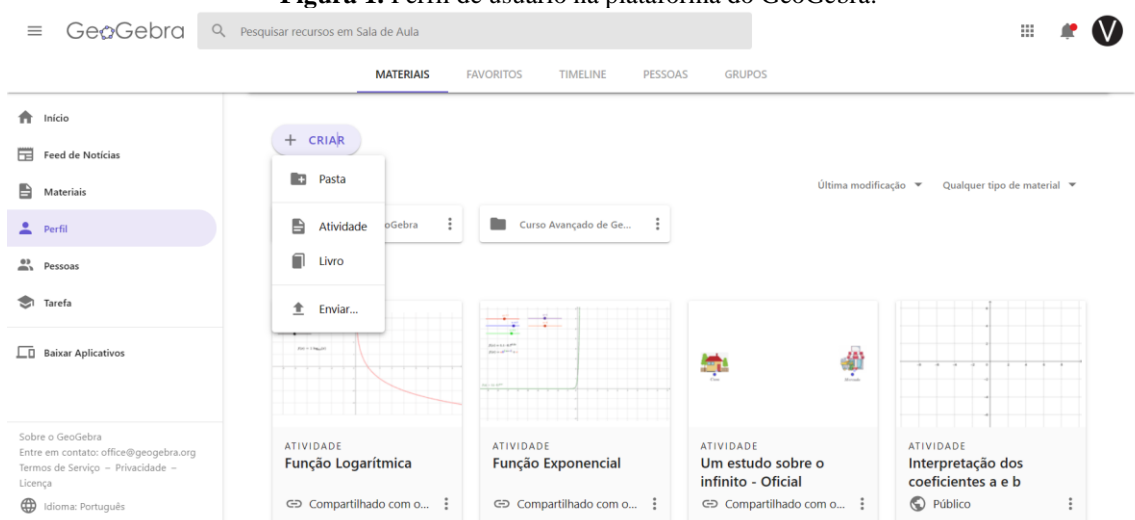 Figura 1. Perfil de usuário na plataforma do GeoGebra.
GeoGebra
Pesquisar recursos em Sala de Aula
V
MATERIAIS FAVORITOS TIMELINE PESSOAS GRUPOS
Início
Feed de Notícias
Materiais
Perfil
Pessoas
Tarefa
Baixar Aplicativos
Sobre o GeoGebra
Entre em contato: office@geogebra.org
Termos de Serviço – Privacidade –
Licença
Idioma: Português
+ CRIAR
Pasta
Atividade
Livro
Enviar...
Última modificação Qualquer tipo de material
oGebra
Curso Avançado de Ge...
ATIVIDADE
Função Logarítmica
Compartilhado com o...
ATIVIDADE
Função Exponencial
Compartilhado com o...
ATIVIDADE
Um estudo sobre o
infinito - Oficial
Compartilhado com o...
ATIVIDADE
Interpretação dos
coeficientes a e b
Público